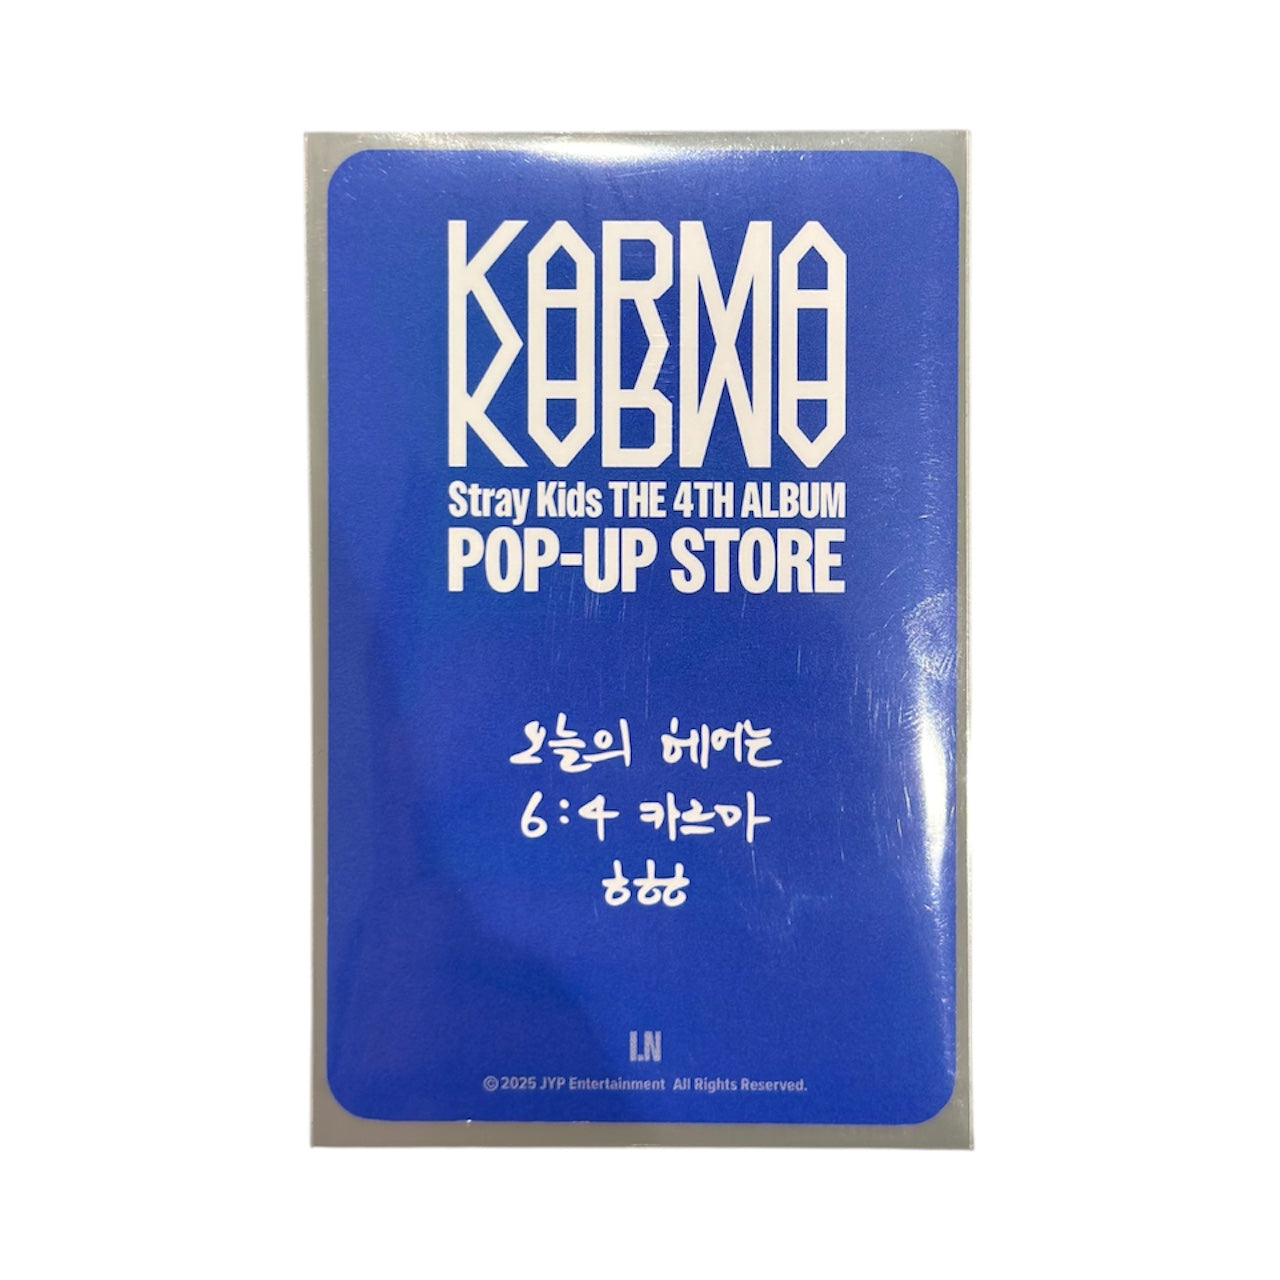 KARMA
Stray Kids THE 4TH ALBUM
POP-UP STORE
오늘의 헤어는
6:4 카르마
ㅎㅎㅎ
I.N
©2025 JYP Entertainment All Rights Reserved.